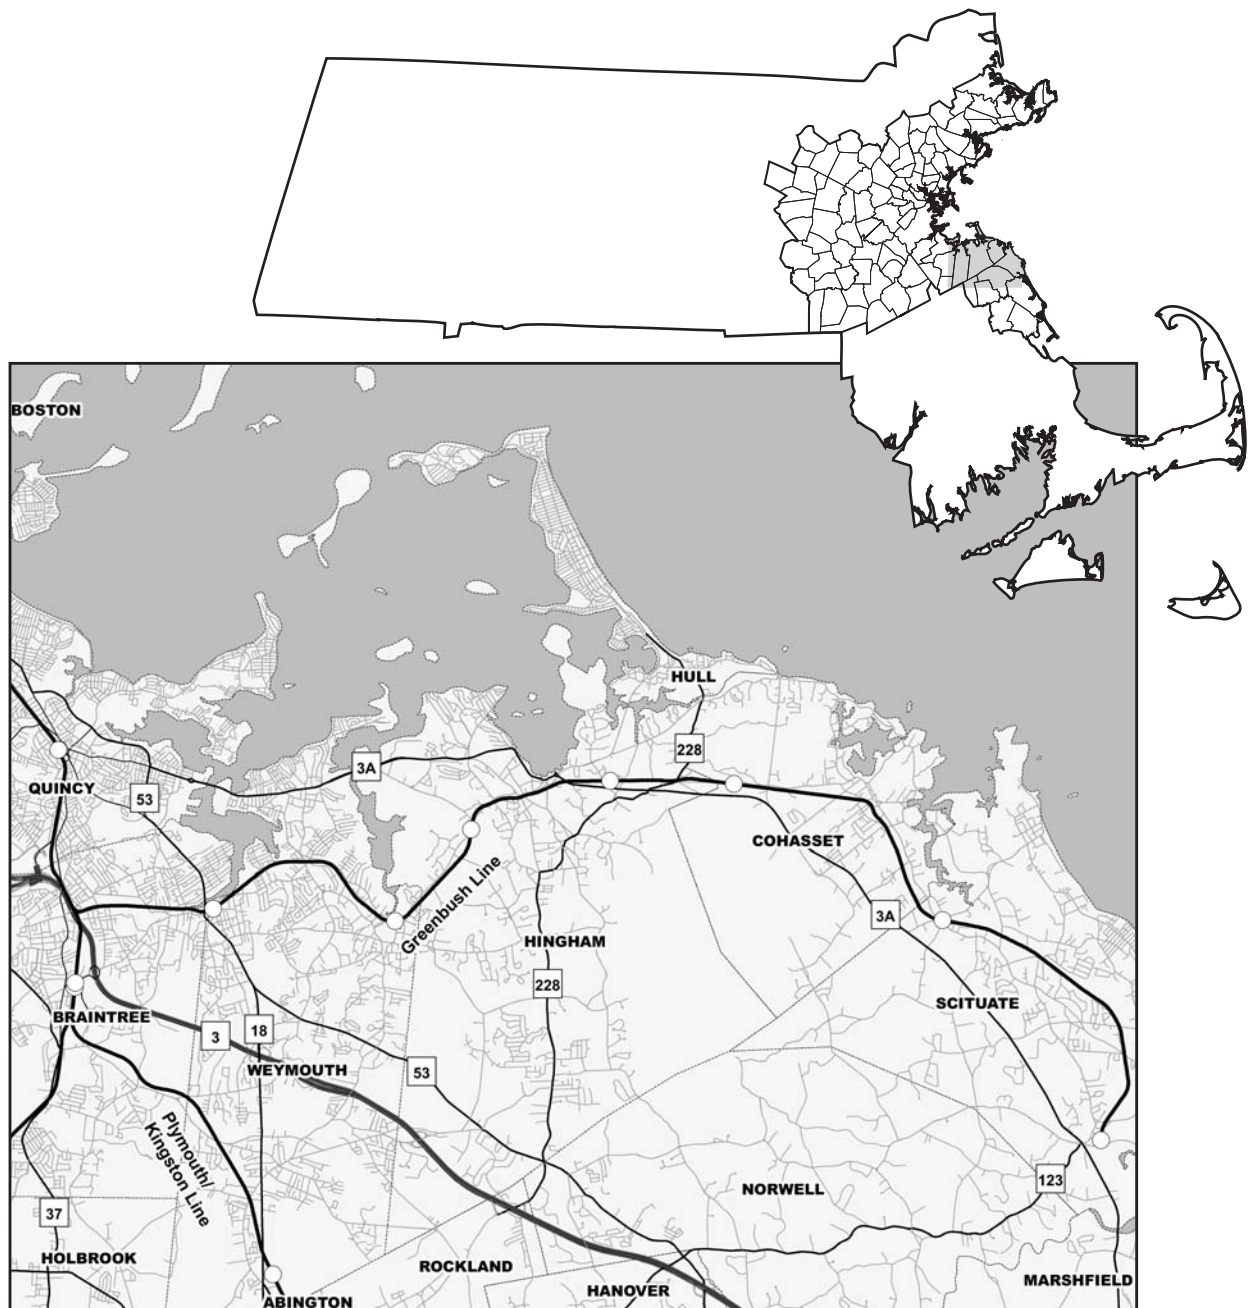 BOSTON
HULL
228
3A
QUINCY
53
COHASSET
Greenbush Line
3A
HINGHAM
228
SCITUATE
BRAINTREE
3
18
WEYMOUTH
53
Plymouth/
Kingston Line
123
NORWELL
37
HOLBROOK
ROCKLAND
MARSHFIELD
HANOVER
ABINGTON